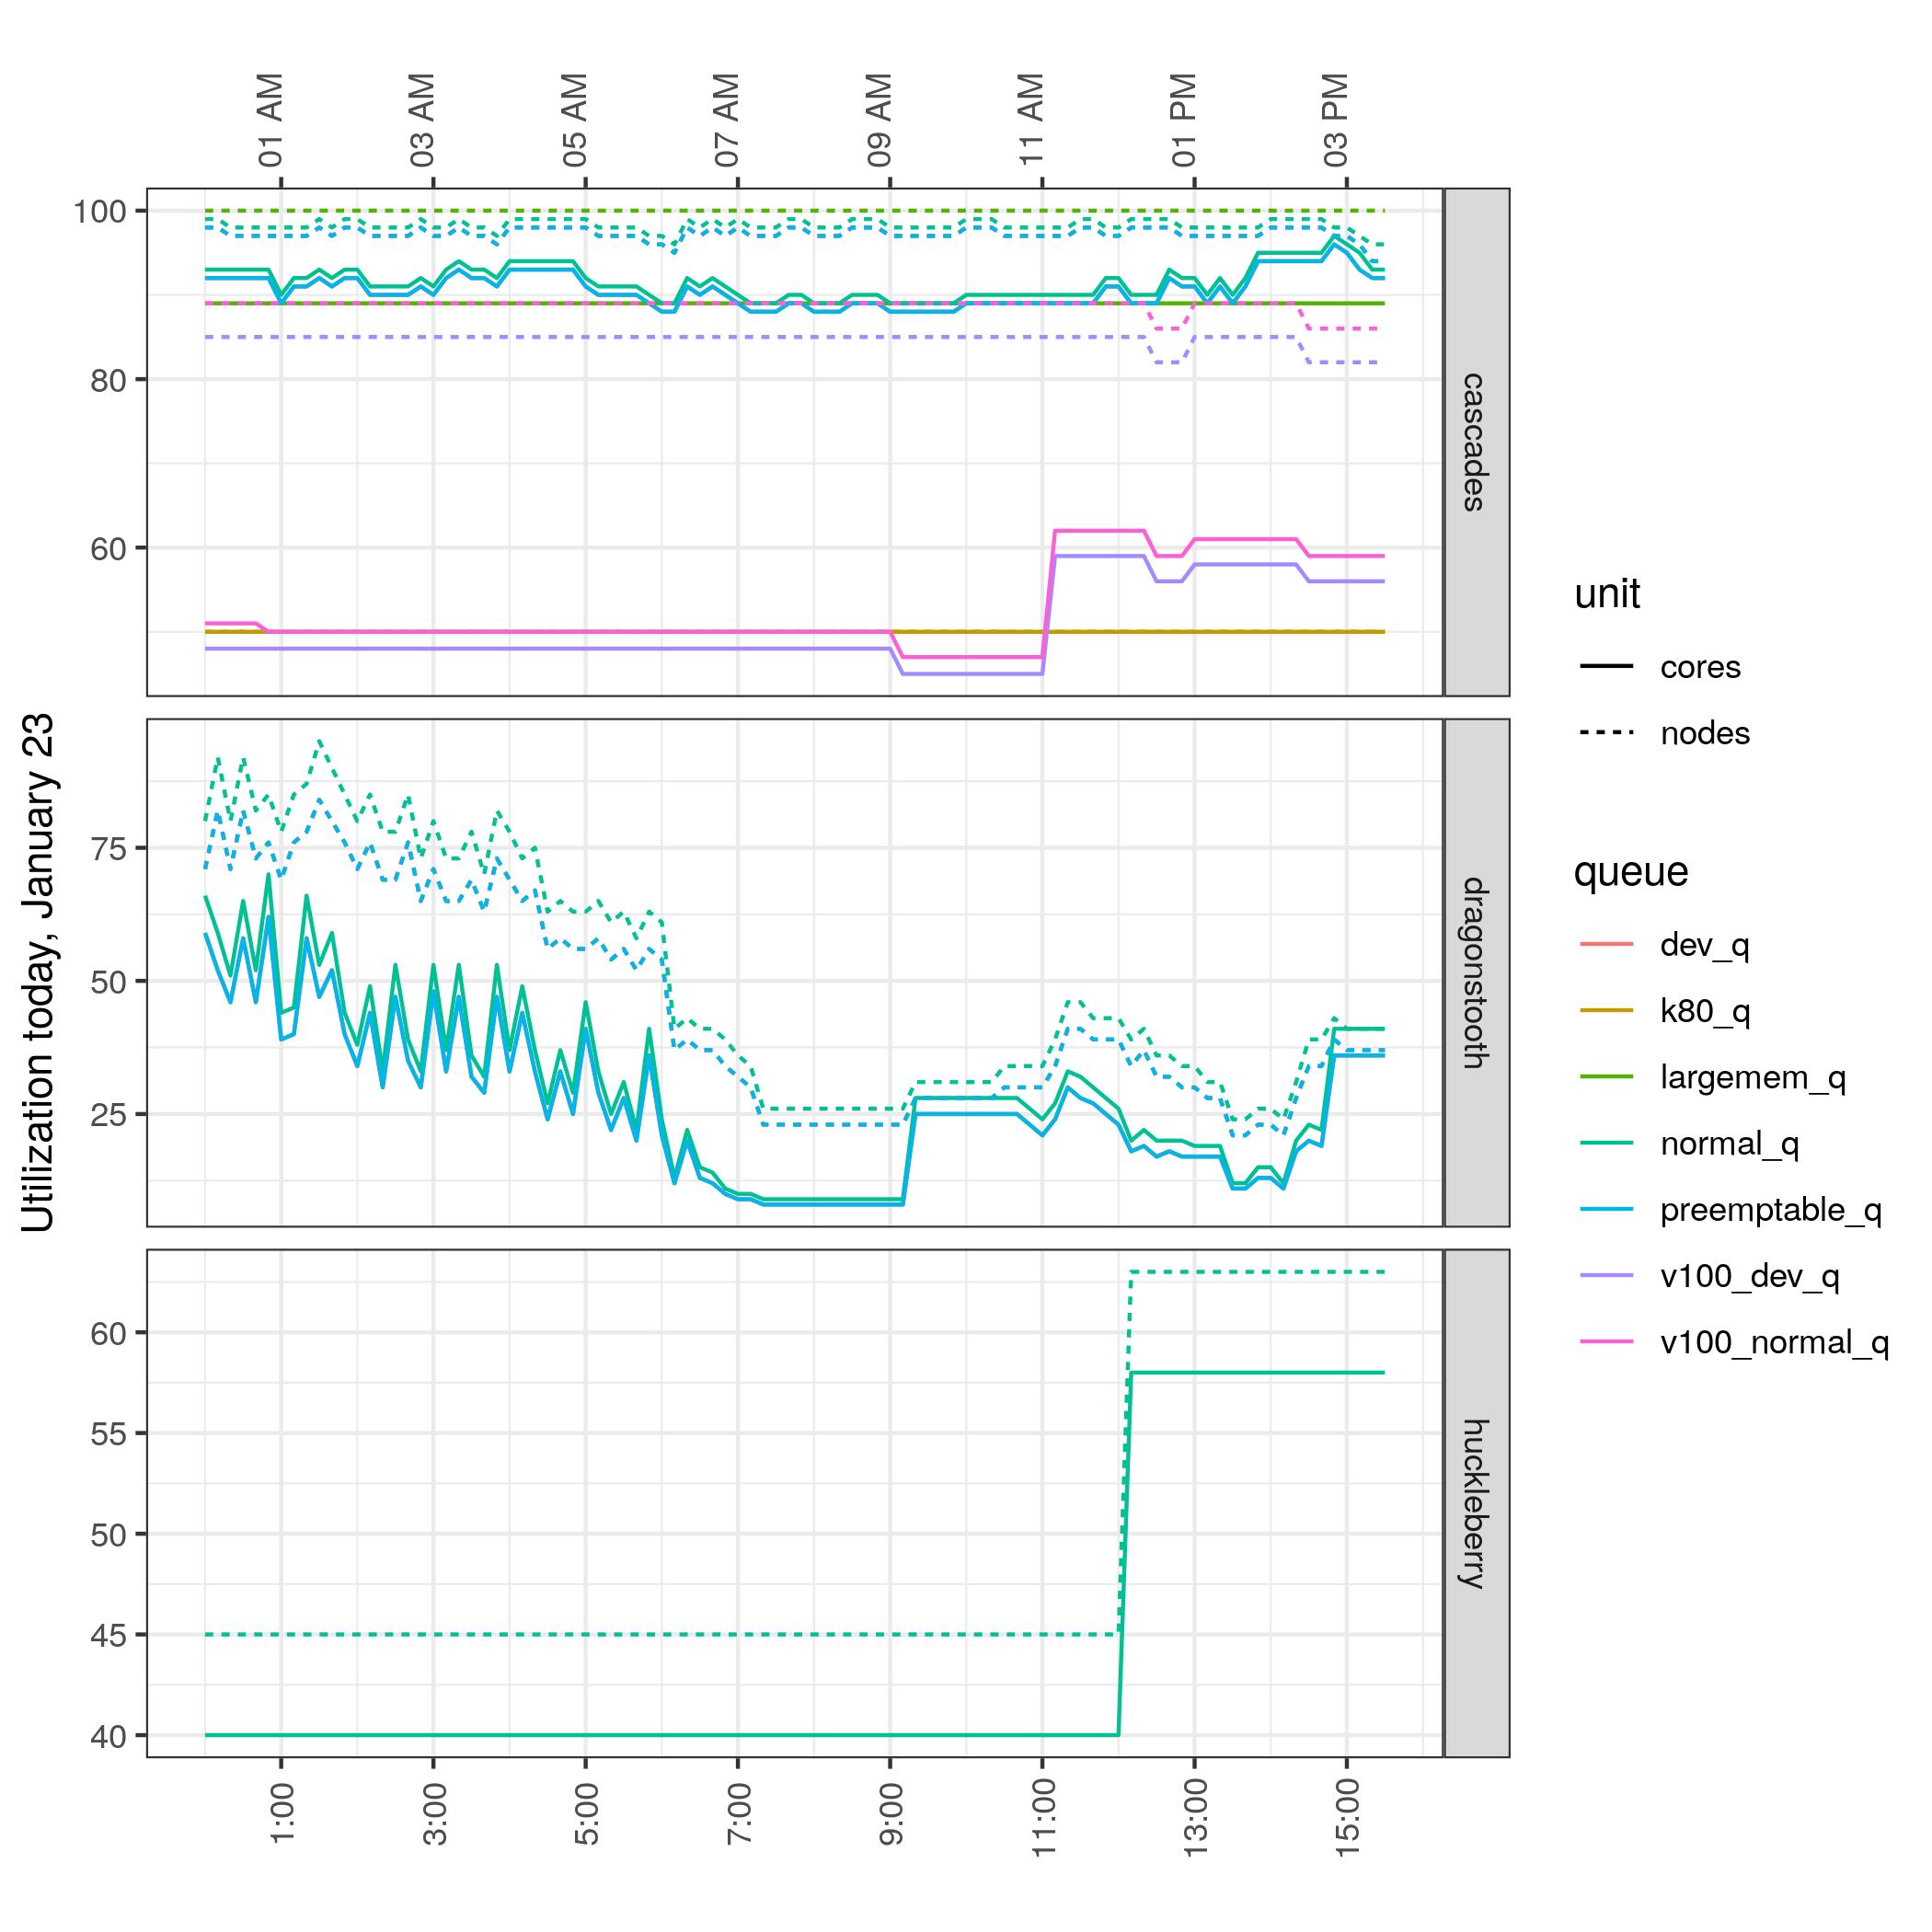 01 AM
03 AM
05 AM
07 AM
09 AM
11 AM
01 PM
03 PM
Utilization today, January 23
100
80
60
cascades
75
50
25
dragonstooth
60
55
50
45
40
huckleberry
1:00
3:00
5:00
7:00
9:00
11:00
13:00
15:00
unit
cores
nodes
queue
dev_q
k80_q
largemem_q
normal_q
preemptable_q
v100_dev_q
v100_normal_q